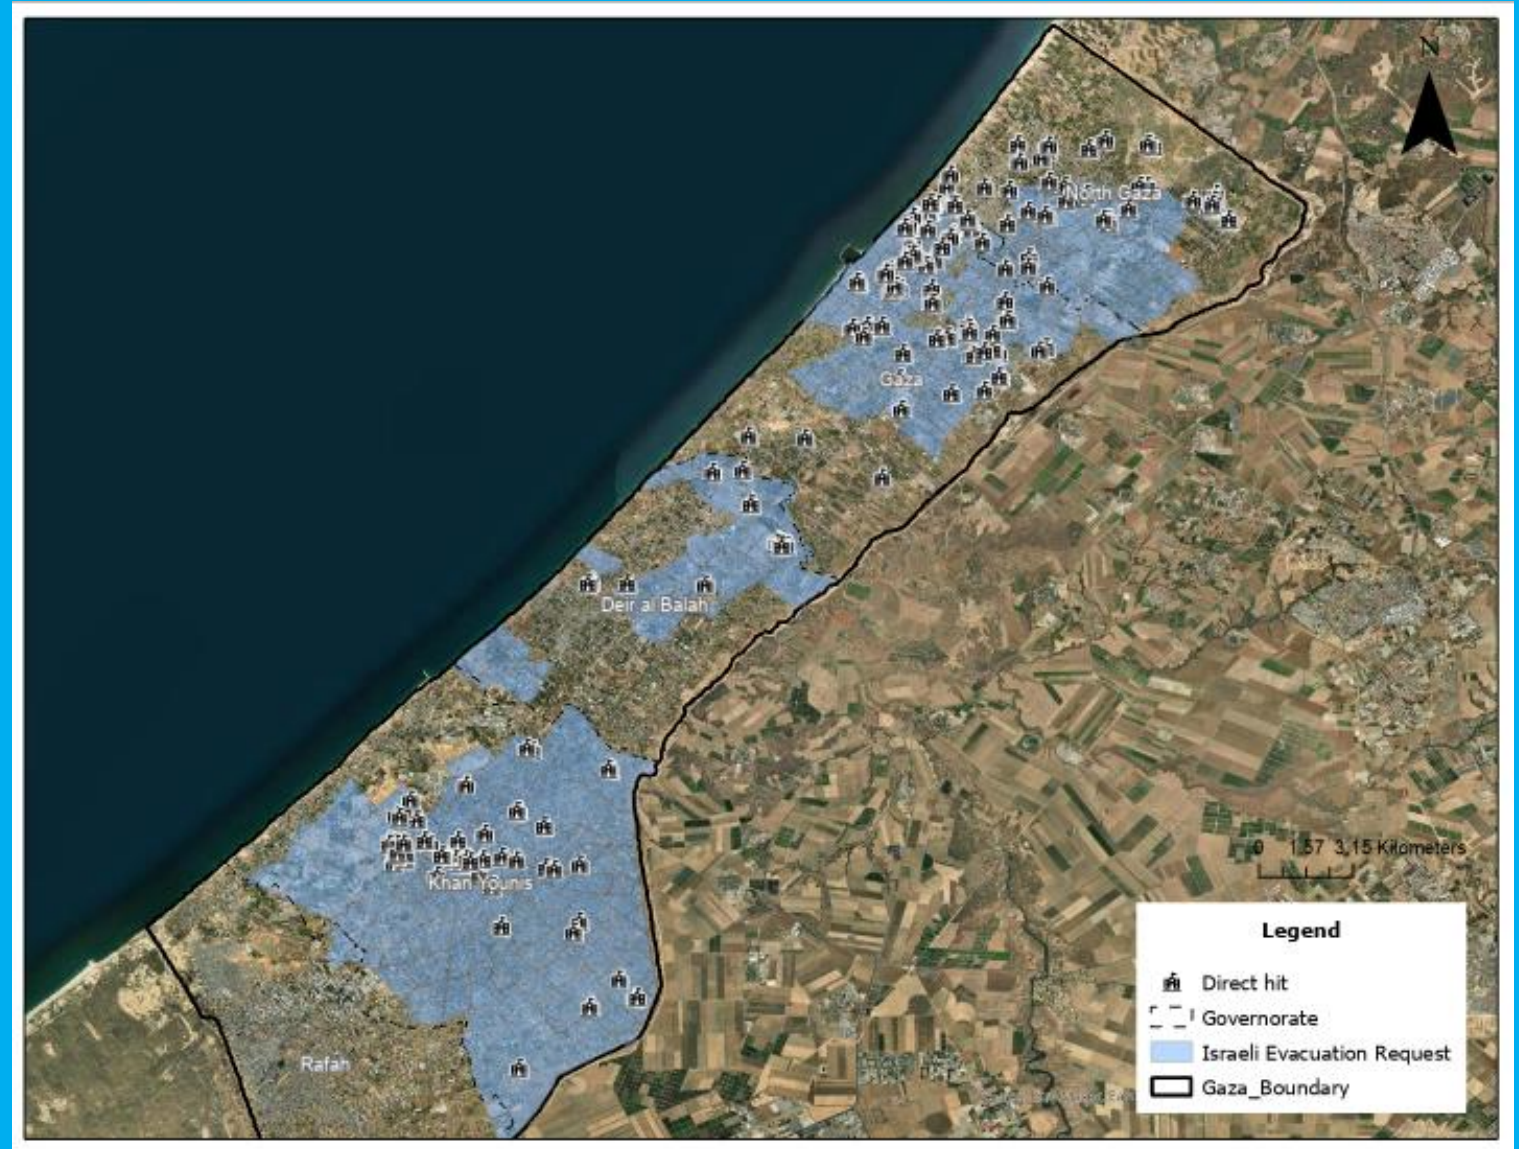 N
North Gaza
Gaza
Deir al Balah
Khan Younis
Rafah
0 1.57 3.15 Kilometers
Legend
Direct hit
Governorate
Israeli Evacuation Request
Gaza_Boundary